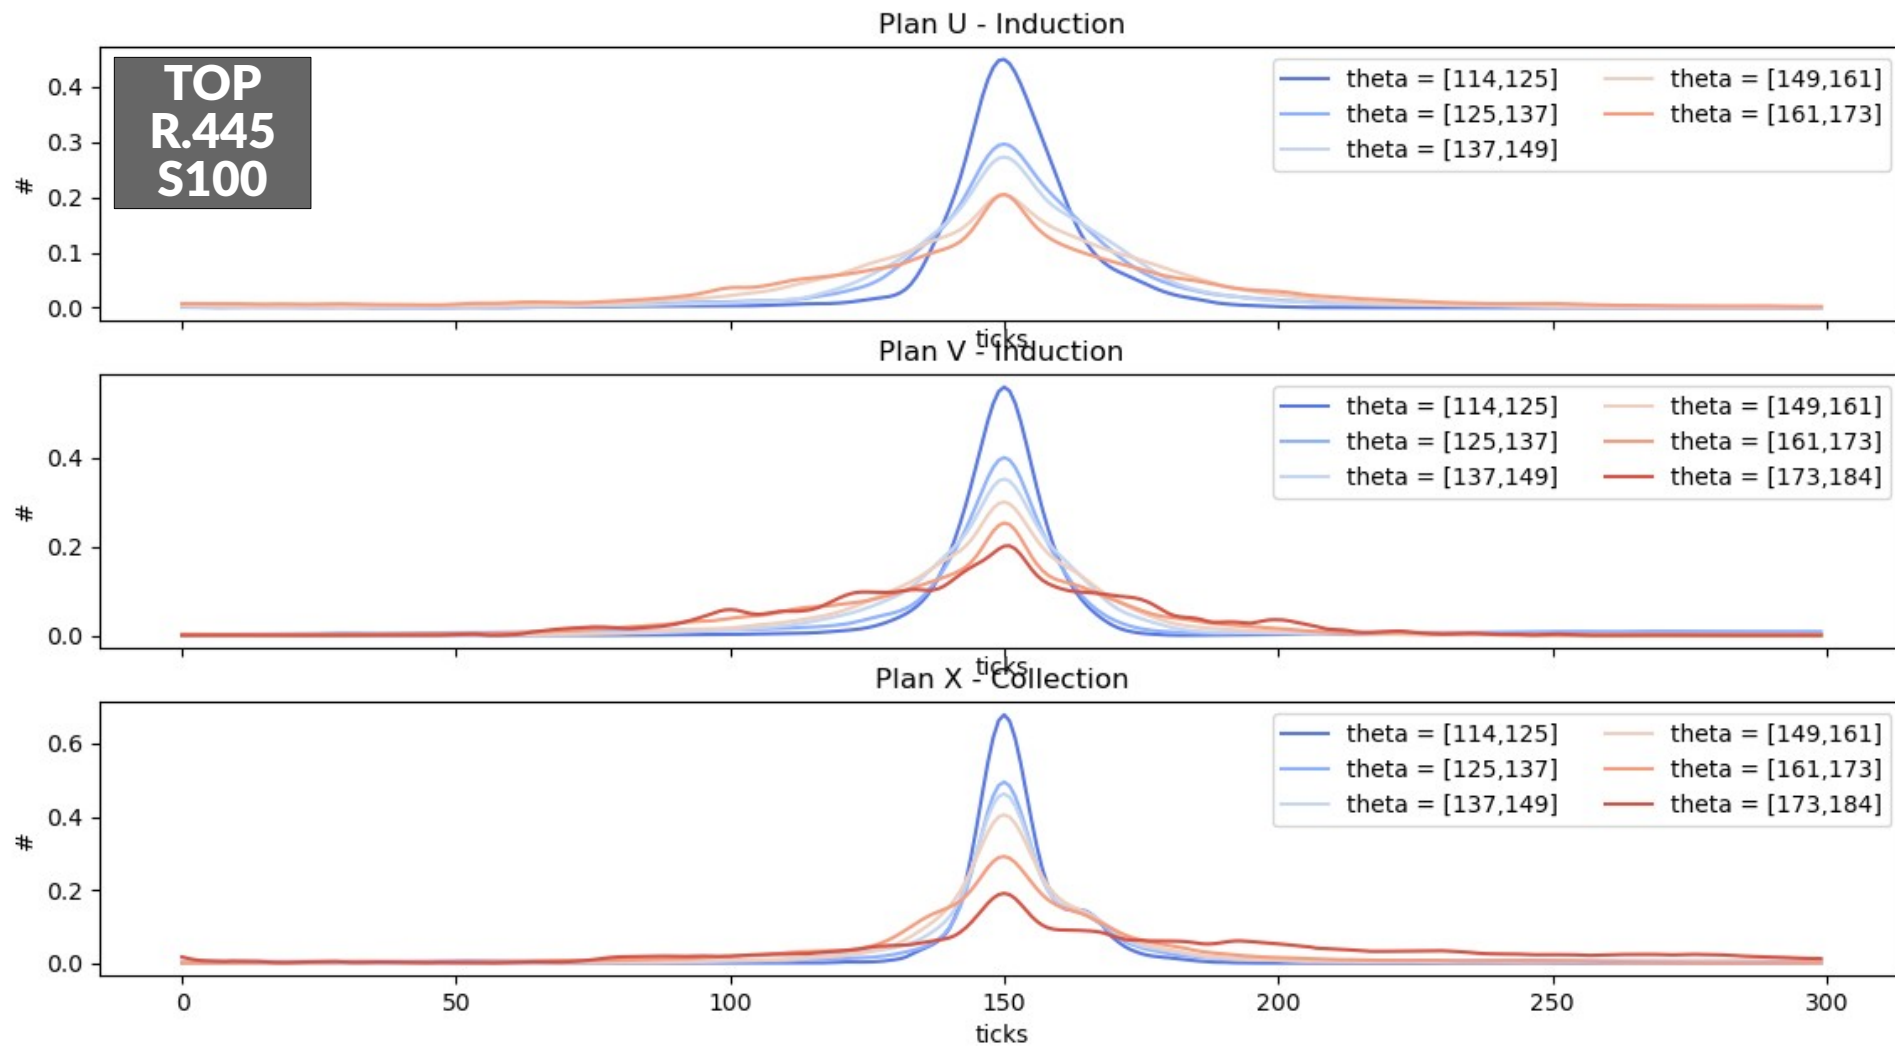 Plan U - Induction
TOP
R.445
S100
theta = [114,125] theta = [149,161]
theta = [125,137] theta = [161,173]
theta = [137,149]
0.4
0.3
0.2
0.1
0.0
#
ticks
Plan V - Induction
theta = [114,125] theta = [149,161]
theta = [125,137] theta = [161,173]
theta = [137,149] theta = [173,184]
0.4
0.2
0.0
#
ticks
Plan X - Collection
theta = [114,125] theta = [149,161]
theta = [125,137] theta = [161,173]
theta = [137,149] theta = [173,184]
0.6
0.4
0.2
0.0
#
0 50 100 150 200 250 300
ticks